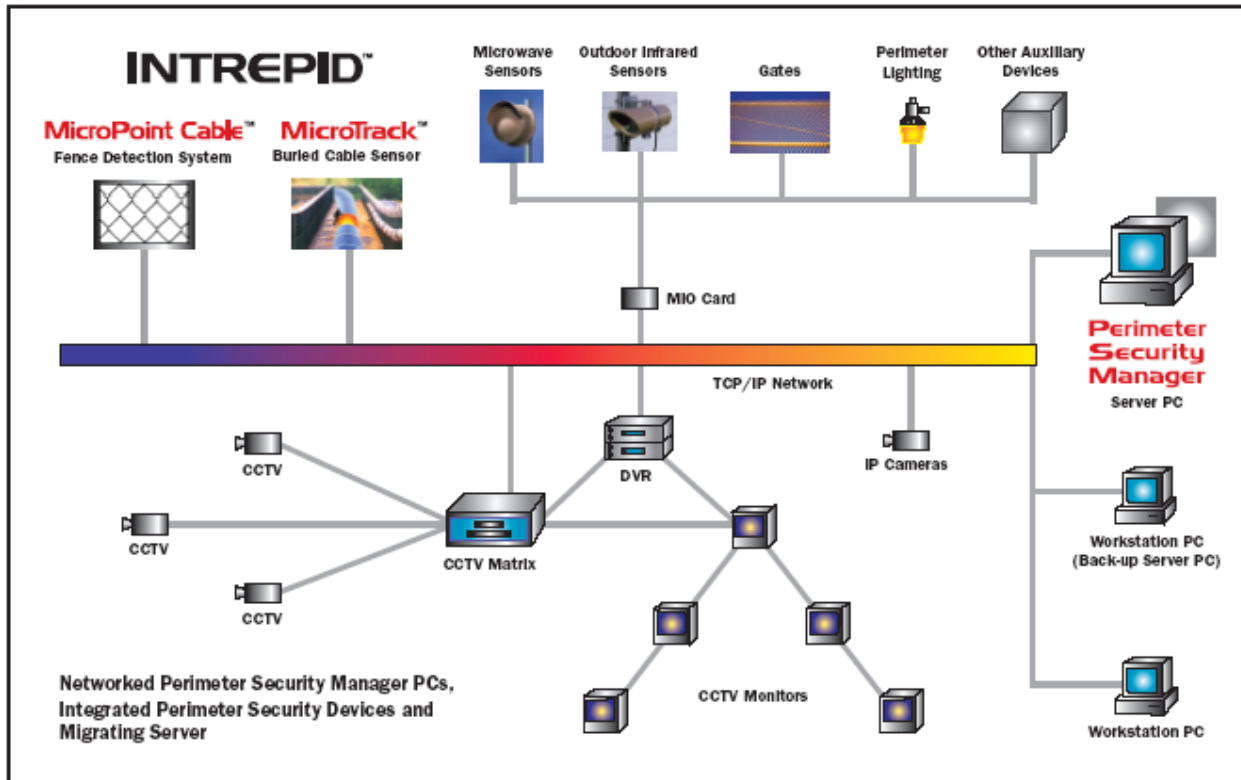 INTREPID™
MicroPoint Cable™
Fence Detection System
MicroTrack™
Buried Cable Sensor
Microwave
Sensors
Outdoor Infrared
Sensors
Gates
Perimeter
Lighting
Other Auxiliary
Devices
MIO Card
TCP/IP Network
Perimeter
Security
Manager
Server PC
CCTV
CCTV
CCTV
CCTV Matrix
DVR
IP Cameras
Workstation PC
(Back-up Server PC)
CCTV Monitors
Workstation PC
Networked Perimeter Security Manager PCs,
Integrated Perimeter Security Devices and
Migrating Server